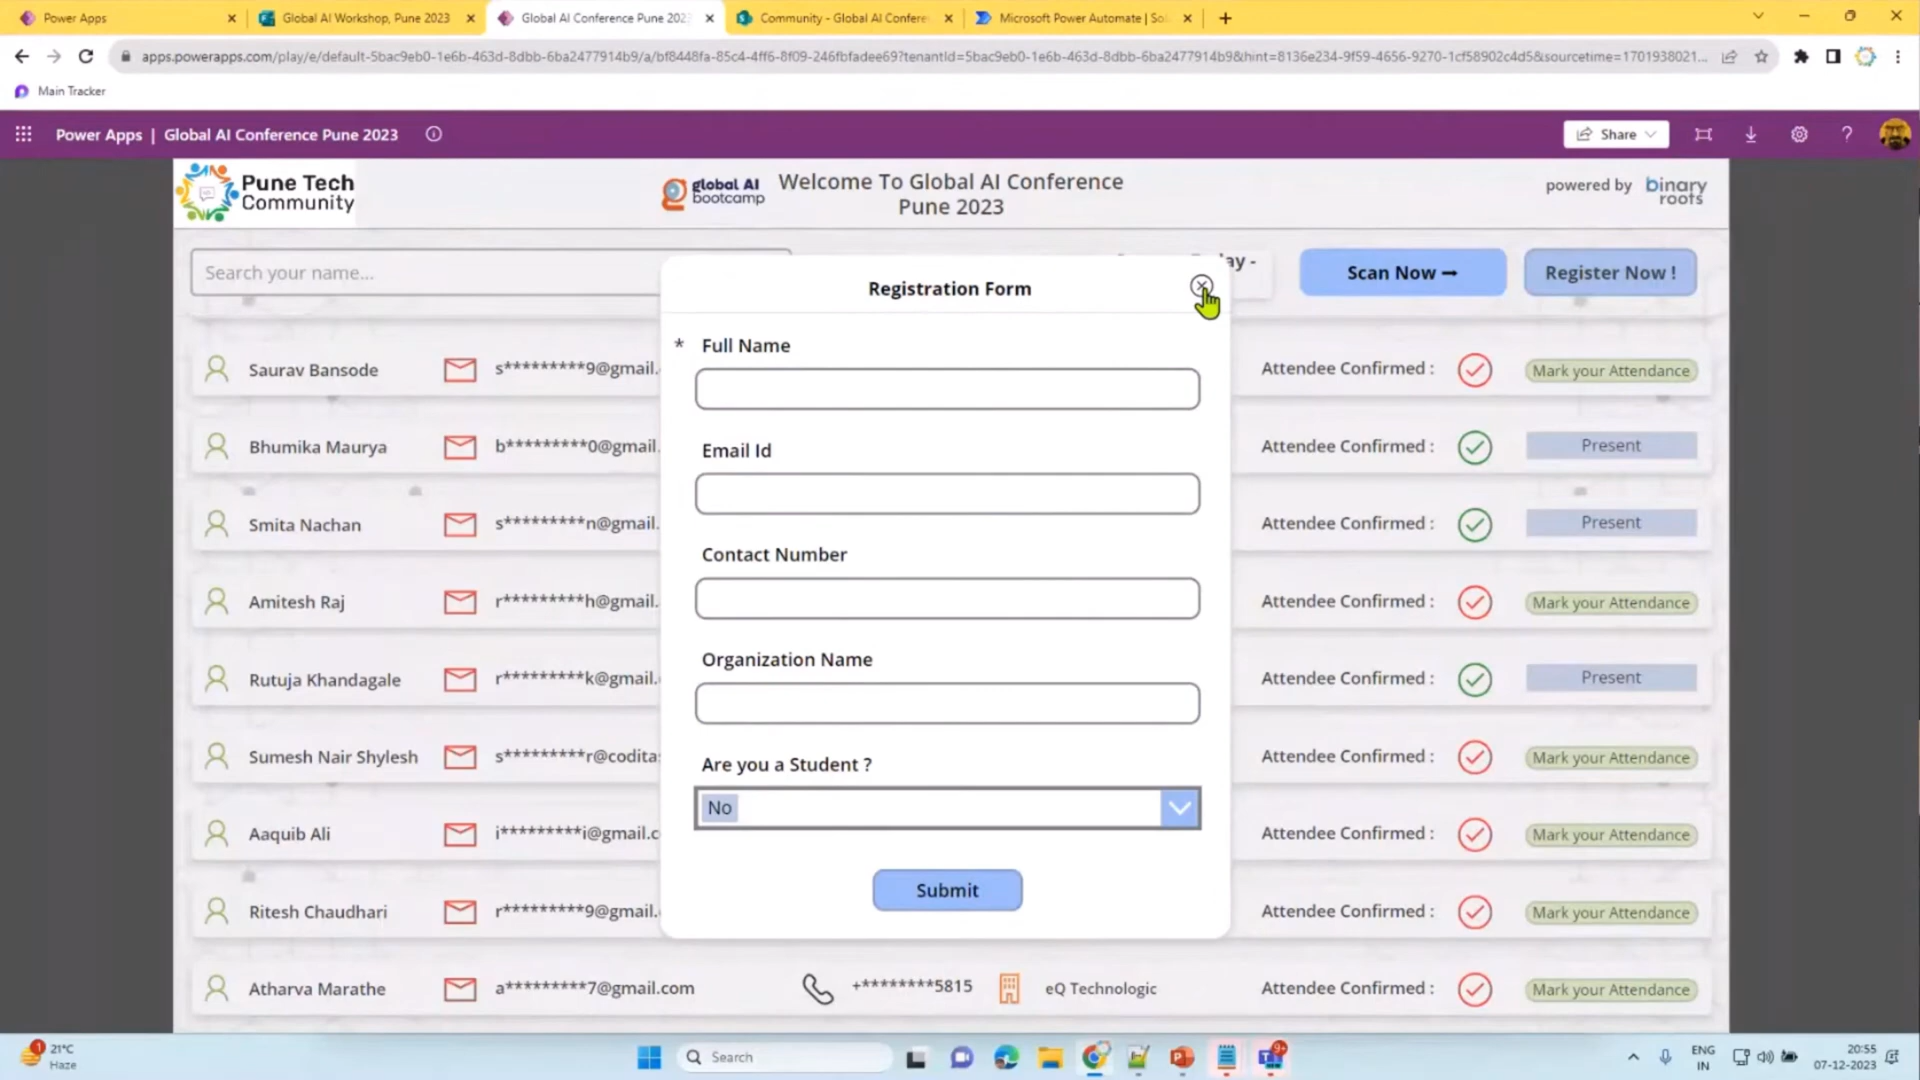 Power Apps
Global AI Workshop, Pune 2023
Global AI Conference Pune 202
Community - Global AI Confere
Microsoft Power Automate | Sol
apps.powerapps.com/play/e/default-5bac9eb0-1e6b-463d-8dbb-6ba2477914b9/a/bf8448fa-85c4-4ff6-8f09-246fbfadee69?tenantId=5bac9eb0-1e6b-463d-8dbb-6ba2477914b9&hint=8136e234-9f59-4656-9270-1cf58902c4d5&sourcetime=1701938021...
Main Tracker
Power Apps | Global AI Conference Pune 2023
Share
Pune Tech
Community
global AI
bootcamp
Welcome To Global AI Conference
Pune 2023
powered by
binary
roots
Search your name...
ay -
Scan Now
Register Now !
Registration Form
* Full Name
Email Id
Contact Number
Organization Name
Are you a Student ?
No
Submit
Saurav Bansode s*********9@gmail. Attendee Confirmed : Mark your Attendance
Bhumika Maurya b*********0@gmail. Attendee Confirmed : Present
Smita Nachan s*********n@gmail. Attendee Confirmed : Present
Amitesh Raj r*********h@gmail. Attendee Confirmed : Mark your Attendance
Rutuja Khandagale r*********k@gmail. Attendee Confirmed : Present
Sumesh Nair Shylesh s*********r@codita Attendee Confirmed : Mark your Attendance
Aaquib Ali i*********i@gmail.c Attendee Confirmed : Mark your Attendance
Ritesh Chaudhari r*********9@gmail. Attendee Confirmed : Mark your Attendance
Atharva Marathe a*********7@gmail.com +********5815 eQ Technologic Attendee Confirmed : Mark your Attendance
1
21°C
Haze
Search
9+
ENG
IN
20:55
07-12-2023